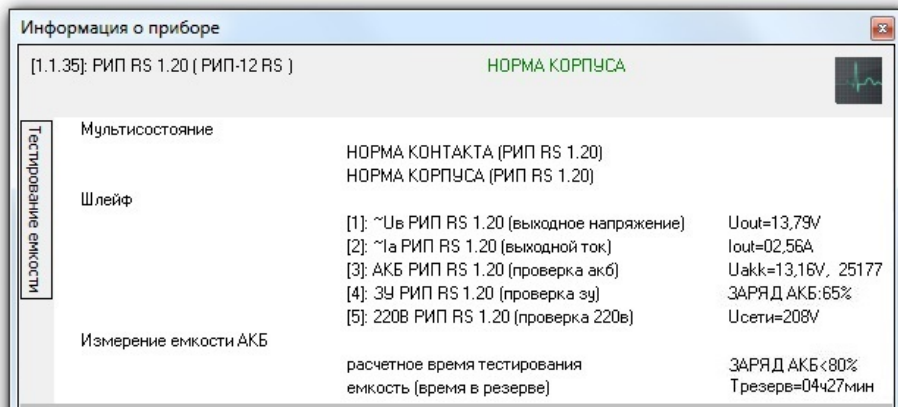 Информация о приборе
[1.1.35]: РИП RS 1.20 ( РИП-12 RS ) НОРМА КОРПУСА
Тестирование емкости
Мультисостояние
НОРМА КОНТАКТА (РИП RS 1.20)
НОРМА КОРПУСА (РИП RS 1.20)
Шлейф
[1]: ~Uв РИП RS 1.20 (выходное напряжение) Uout=13,79V
[2]: ~Iа РИП RS 1.20 (выходной ток) Iout=02,56A
[3]: АКБ РИП RS 1.20 (проверка акб) Uakk=13,16V, 25177
[4]: ЗУ РИП RS 1.20 (проверка зу) ЗАРЯД АКБ:65%
[5]: 220В РИП RS 1.20 (проверка 220в) Uсети=208V
Измерение емкости АКБ
расчетное время тестирования ЗАРЯД АКБ<80%
емкость (время в резерве) Tрезерв=04ч27мин